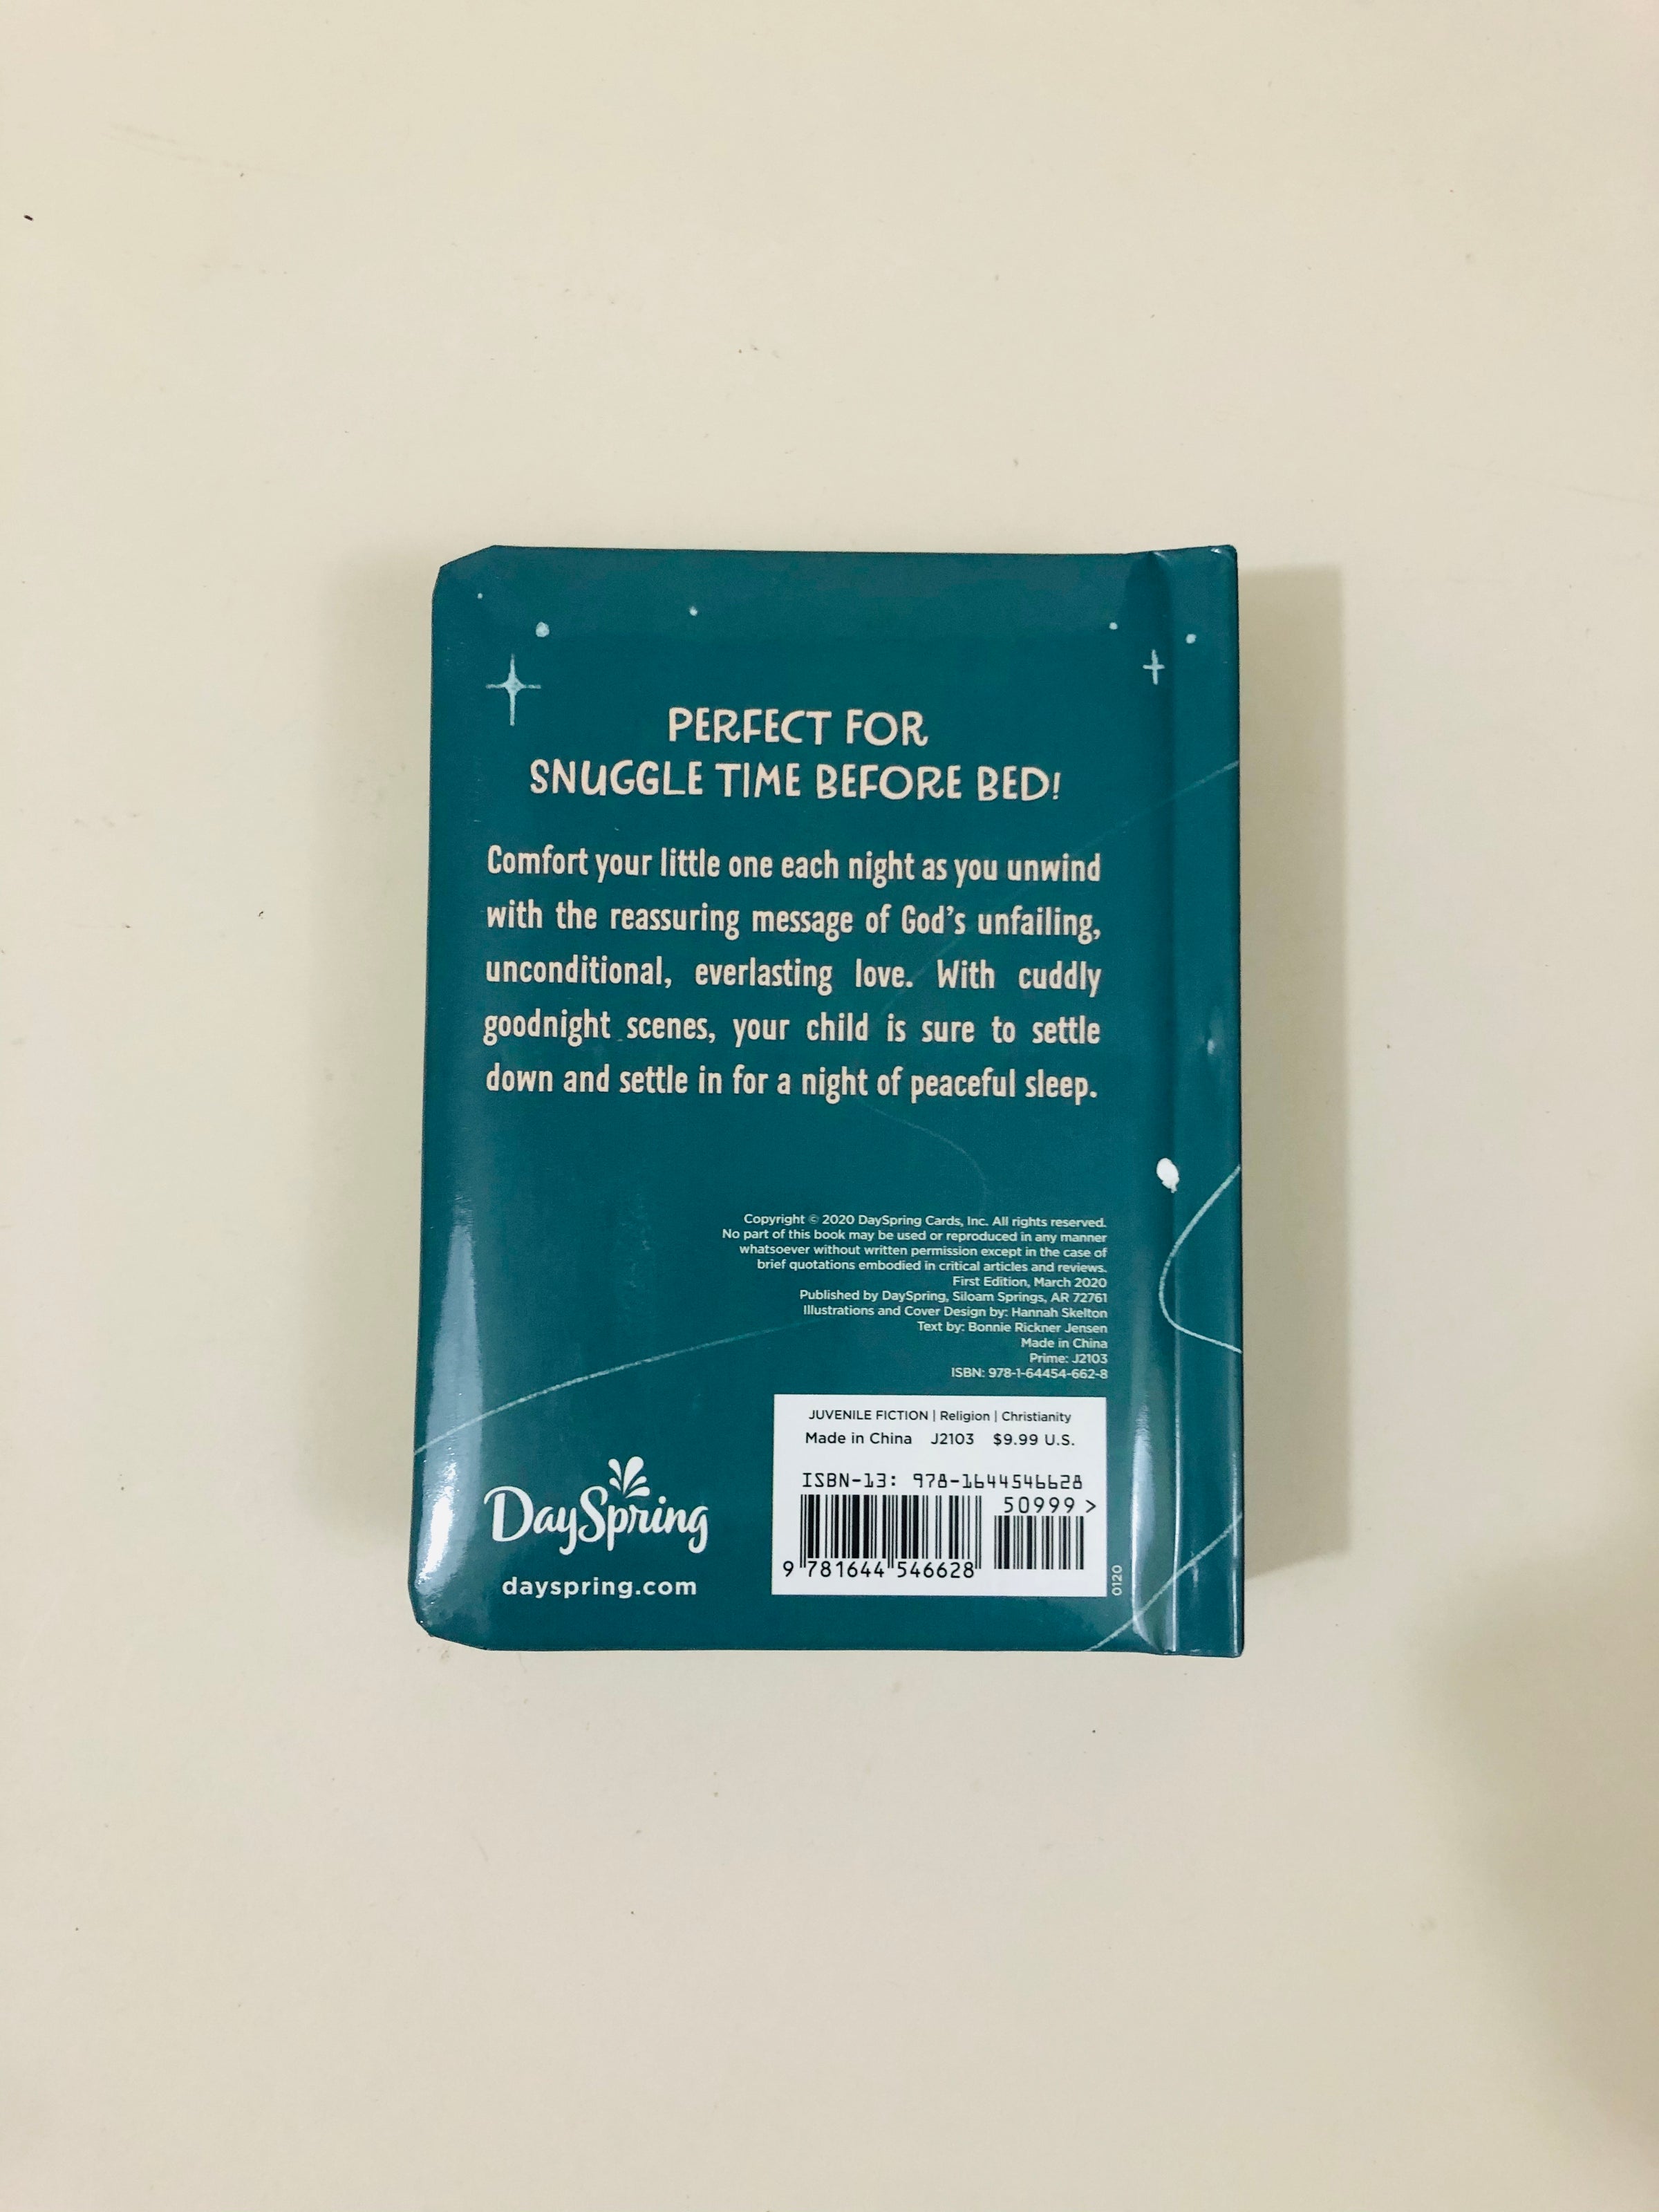 PERFECT FOR
SNUGGLE TIME BEFORE BED!
Comfort your little one each night as you unwind
with the reassuring message of God's unfailing,
unconditional, everlasting love. With cuddly
goodnight scenes, your child is sure to settle
down and settle in for a night of peaceful sleep.
Copyright © 2020 DaySpring Cards, Inc. All rights reserved.
No part of this book may be used or reproduced in any manner
whatsoever without written permission except in the case of
brief quotations embodied in critical articles and reviews.
First Edition, March 2020
Published by DaySpring, Siloam Springs, AR 72761
Illustrations and Cover Design by: Hannah Skelton
Text by: Bonnie Rickner Jensen
Made in China
Prime: J2103
ISBN: 978-1-64454-662-8
JUVENILE FICTION | Religion | Christianity
Made in China J2103 $9.99 U.S.
ISBN-13: 978-1644546628
50999 >
9 781644 546628
0120
DaySpring
dayspring.com